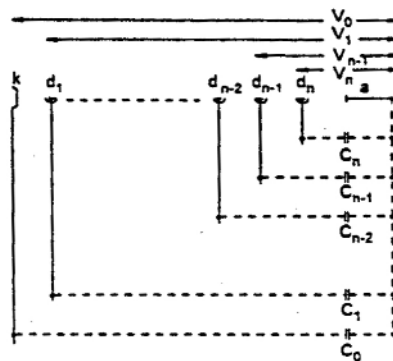 V₀
V₁
Vₙ₋₁
Vₙ
k d₁ dₙ₋₂ dₙ₋₁ dₙ a
Cₙ
Cₙ₋₁
Cₙ₋₂
C₁
C₀